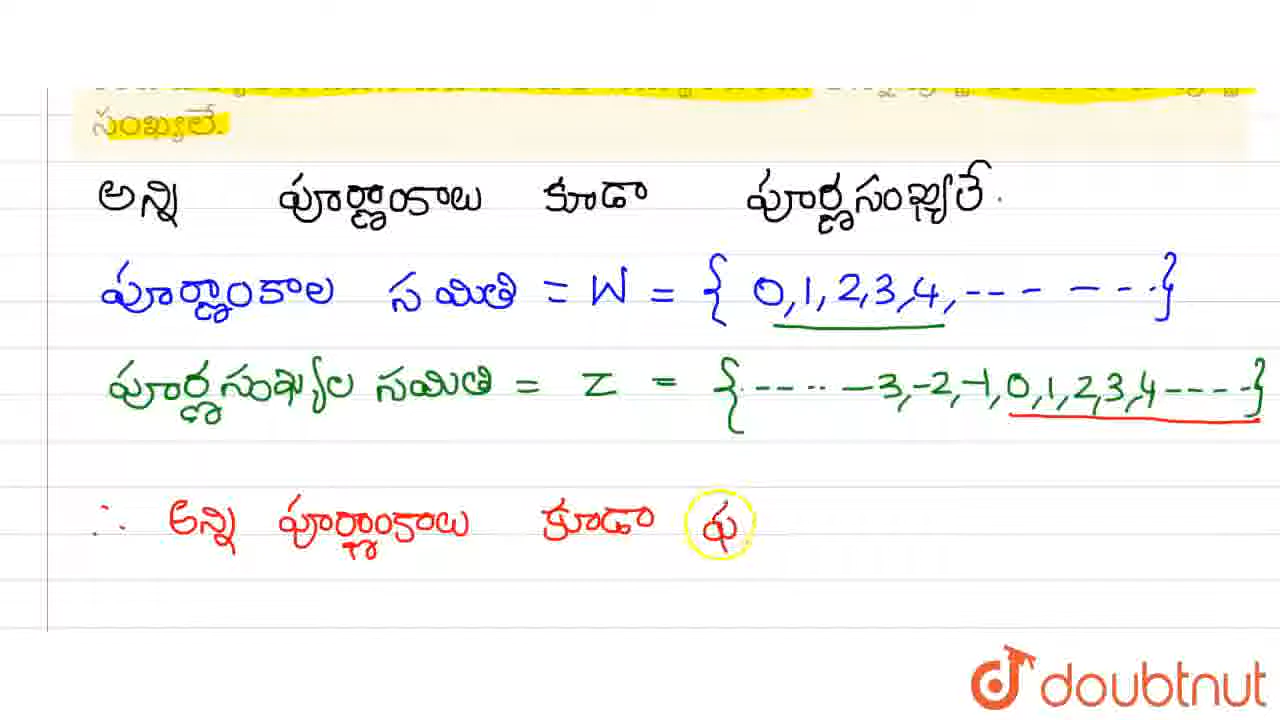 సంఖ్యలే.
అన్ని పూర్ణాంకాలు కూడా పూర్ణసంఖ్యలే.
పూర్ణాంకాల సమితి = W = { 0,1,2,3,4,--- ---}
పూర్ణసంఖ్యల సమితి = Z = {------3,-2,-1,0,1,2,3,4----}
∴ అన్ని పూర్ణాంకాలు కూడా పూ
doubtnut